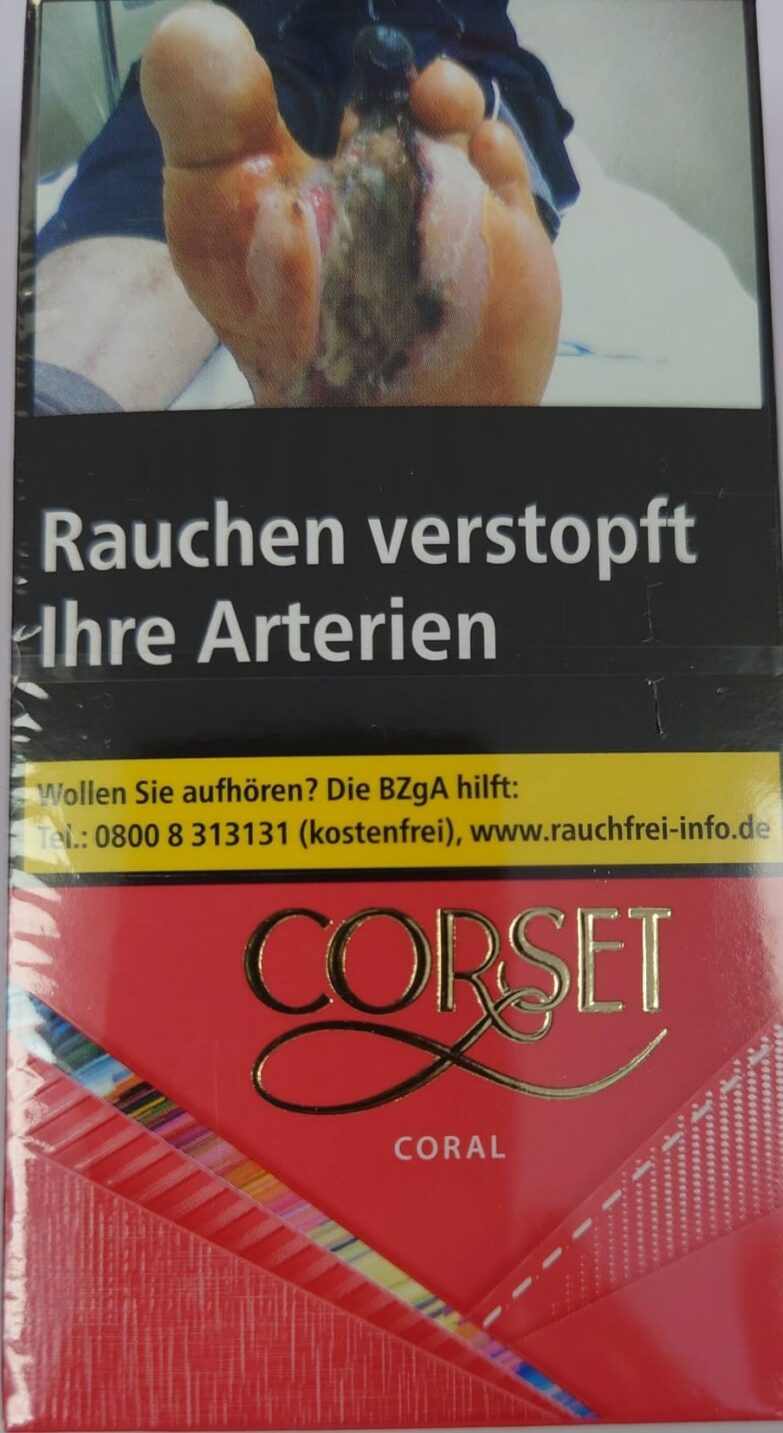 Rauchen verstopft
Ihre Arterien
Wollen Sie aufhören? Die BZgA hilft:
Tel.: 0800 8 313131 (kostenfrei), www.rauchfrei-info.de
CORSET
CORAL